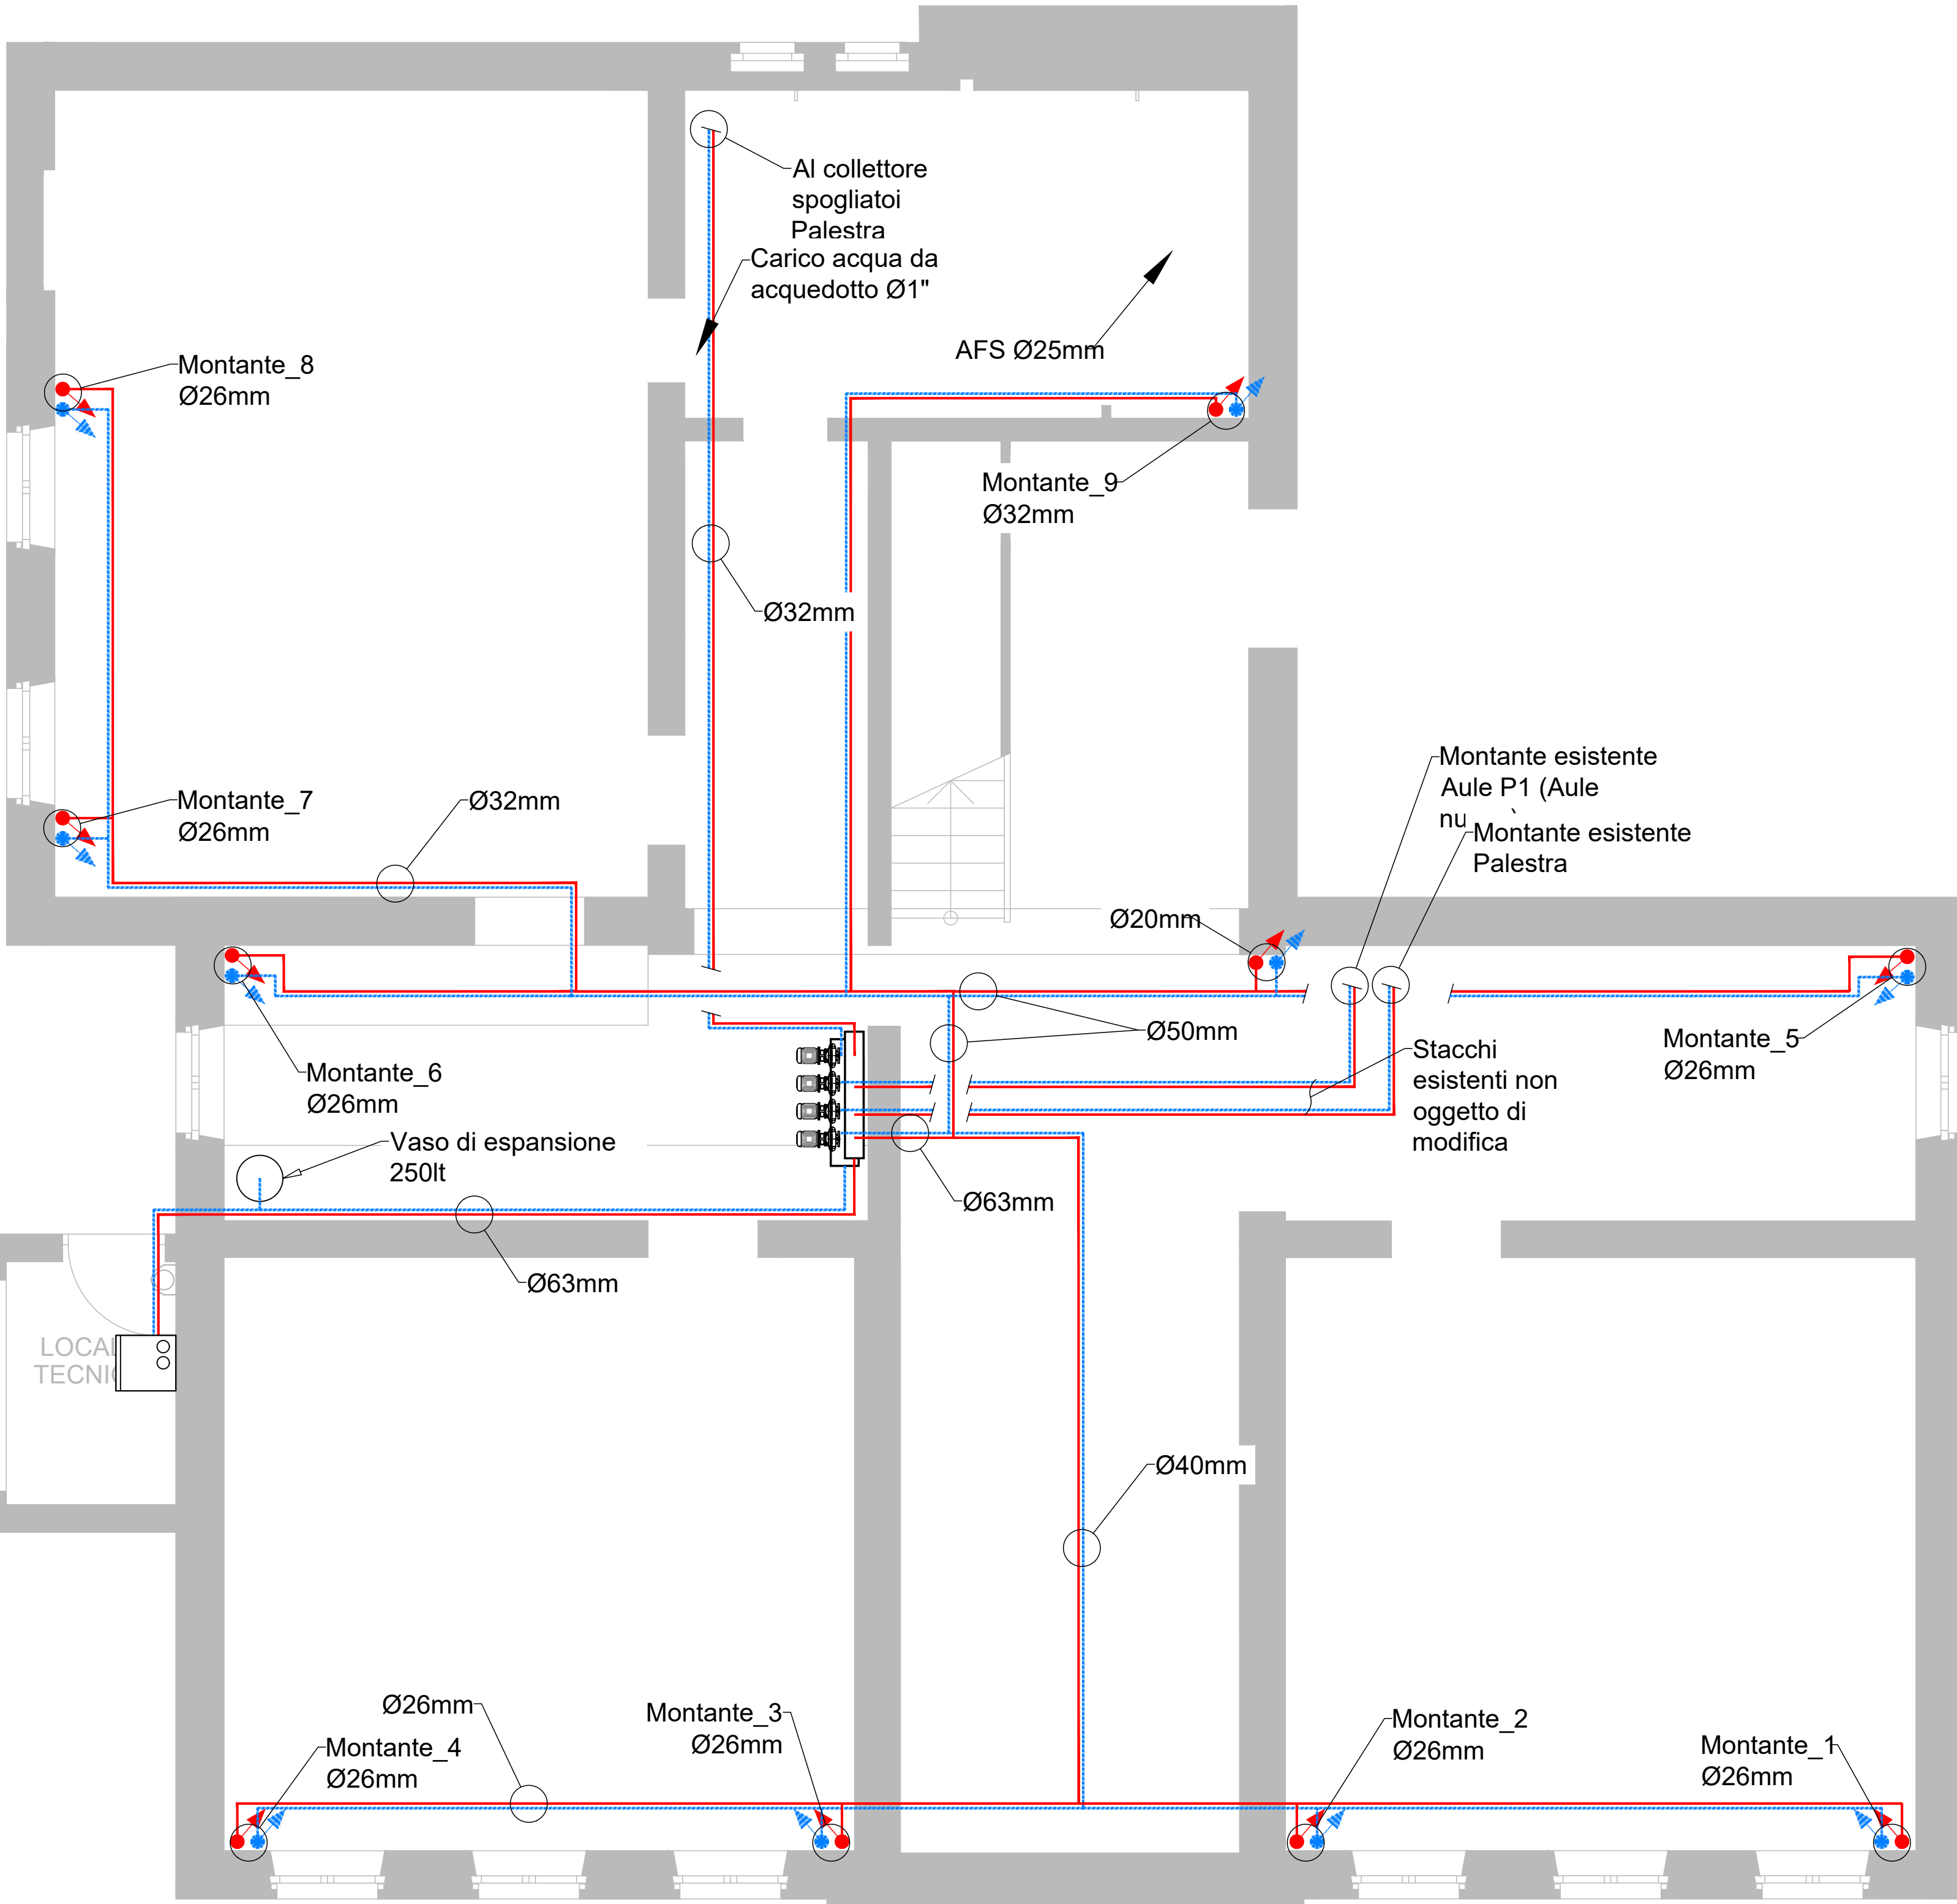 Al collettore
spogliatoi
Palestra
Carico acqua da
acquedotto Ø1"
AFS Ø25mm
Montante_8
Ø26mm
Montante_9
Ø32mm
Ø32mm
Montante esistente
Aule P1 (Aule
Montante esistente
Palestra
Montante_7
Ø26mm
Ø32mm
Ø20mm
Ø50mm
Montante_5
Ø26mm
Stacchi
esistenti non
oggetto di
modifica
Montante_6
Ø26mm
Vaso di espansione
250lt
Ø63mm
Ø63mm
LOCAL
TECNIC
Ø40mm
Ø26mm
Montante_3
Ø26mm
Montante_4
Ø26mm
Montante_2
Ø26mm
Montante_1
Ø26mm